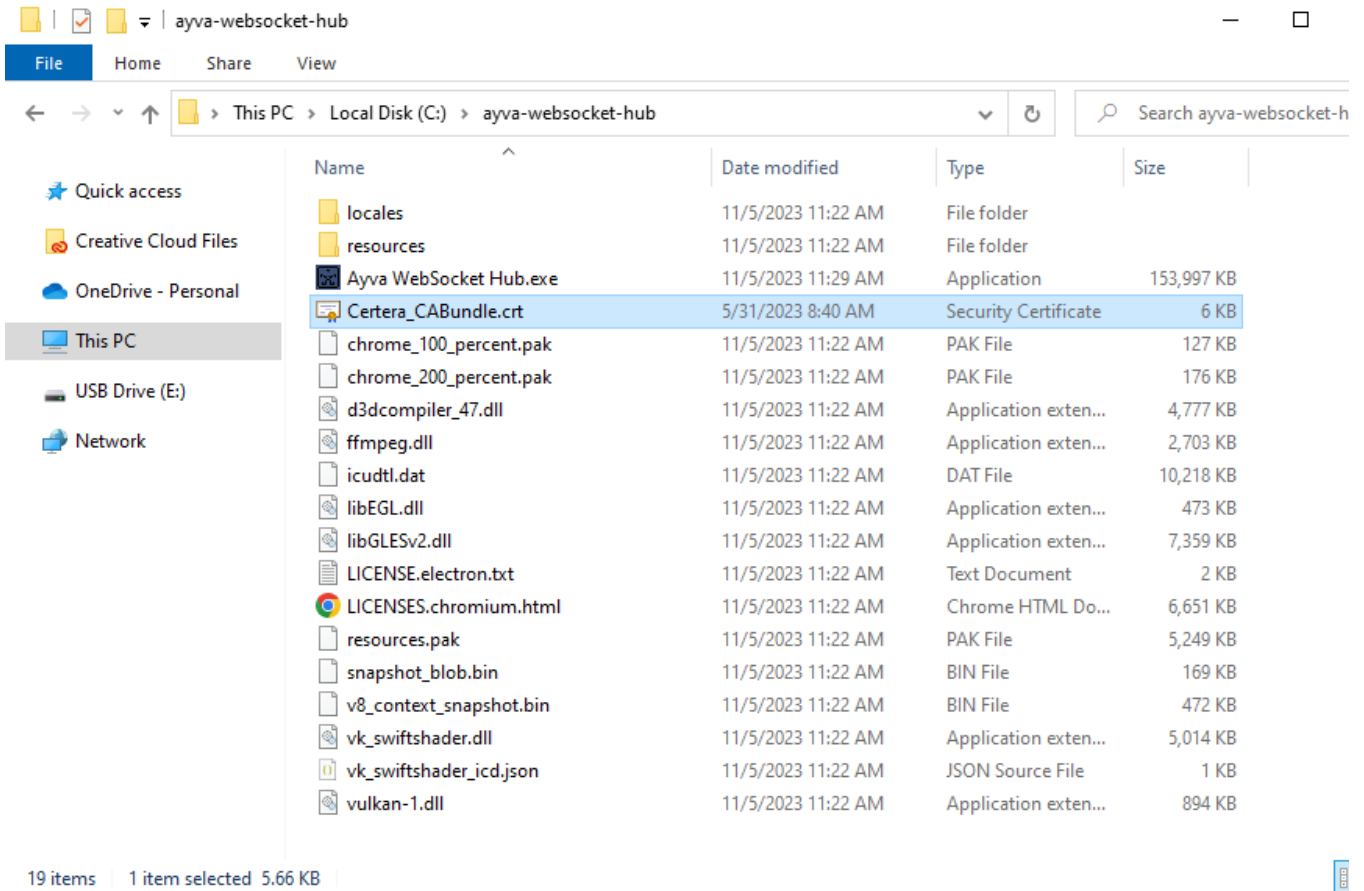 ayva-websocket-hub
File Home Share View
This PC > Local Disk (C:) > ayva-websocket-hub Search ayva-websocket-h
Name Date modified Type Size
Quick access
Creative Cloud Files
OneDrive - Personal
This PC
USB Drive (E:)
Network
locales 11/5/2023 11:22 AM File folder
resources 11/5/2023 11:22 AM File folder
Ayva WebSocket Hub.exe 11/5/2023 11:29 AM Application 153,997 KB
Certera_CABundle.crt 5/31/2023 8:40 AM Security Certificate 6 KB
chrome_100_percent.pak 11/5/2023 11:22 AM PAK File 127 KB
chrome_200_percent.pak 11/5/2023 11:22 AM PAK File 176 KB
d3dcompiler_47.dll 11/5/2023 11:22 AM Application exten... 4,777 KB
ffmpeg.dll 11/5/2023 11:22 AM Application exten... 2,703 KB
icudtl.dat 11/5/2023 11:22 AM DAT File 10,218 KB
libEGL.dll 11/5/2023 11:22 AM Application exten... 473 KB
libGLESv2.dll 11/5/2023 11:22 AM Application exten... 7,359 KB
LICENSE.electron.txt 11/5/2023 11:22 AM Text Document 2 KB
LICENSES.chromium.html 11/5/2023 11:22 AM Chrome HTML Do... 6,651 KB
resources.pak 11/5/2023 11:22 AM PAK File 5,249 KB
snapshot_blob.bin 11/5/2023 11:22 AM BIN File 169 KB
v8_context_snapshot.bin 11/5/2023 11:22 AM BIN File 472 KB
vk_swiftshader.dll 11/5/2023 11:22 AM Application exten... 5,014 KB
vk_swiftshader_icd.json 11/5/2023 11:22 AM JSON Source File 1 KB
vulkan-1.dll 11/5/2023 11:22 AM Application exten... 894 KB
19 items 1 item selected 5.66 KB